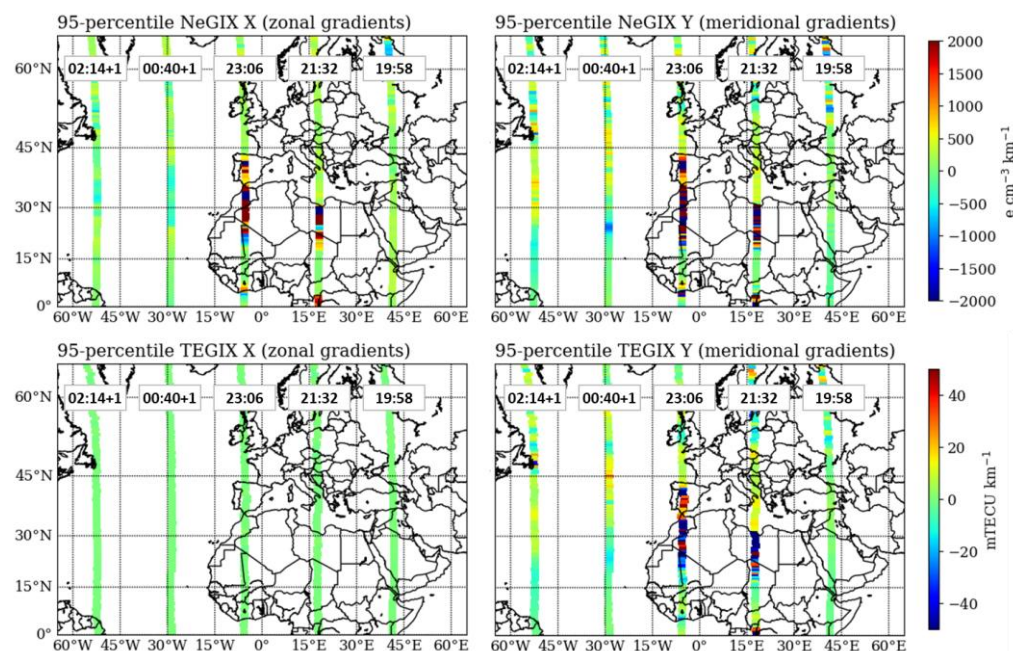 95-percentile NeGIX X (zonal gradients)
95-percentile NeGIX Y (meridional gradients)
60°N
45°N
30°N
15°N
0°
02:14+1 00:40+1 23:06 21:32 19:58
02:14+1 00:40+1 23:06 21:32 19:58
60°W 45°W 30°W 15°W 0° 15°E 30°E 45°E 60°E
60°W 45°W 30°W 15°W 0° 15°E 30°E 45°E 60°E
2000
1500
1000
500
0
−500
−1000
−1500
−2000
e cm⁻³ km⁻¹
95-percentile TEGIX X (zonal gradients)
95-percentile TEGIX Y (meridional gradients)
60°N
45°N
30°N
15°N
0°
02:14+1 00:40+1 23:06 21:32 19:58
02:14+1 00:40+1 23:06 21:32 19:58
60°W 45°W 30°W 15°W 0° 15°E 30°E 45°E 60°E
60°W 45°W 30°W 15°W 0° 15°E 30°E 45°E 60°E
40
20
0
−20
−40
mTECU km⁻¹